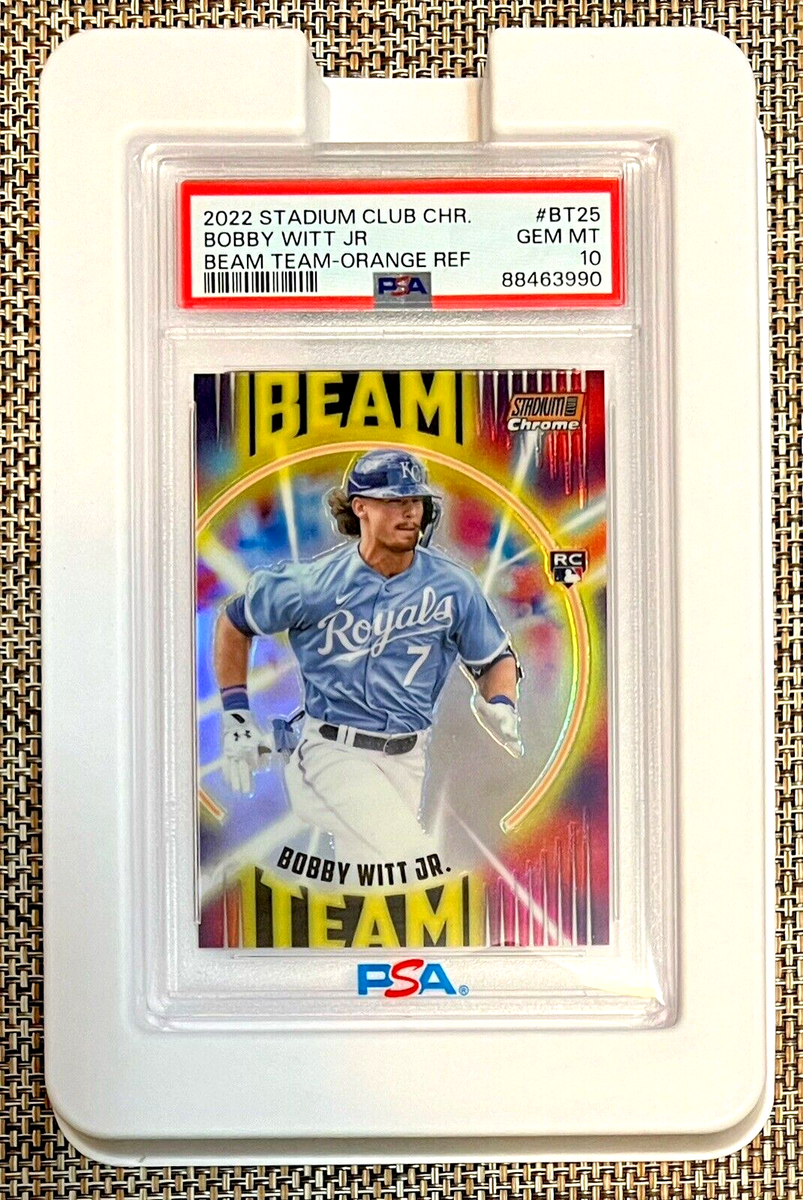 2022 STADIUM CLUB CHR. #BT25
BOBBY WITT JR GEM MT
BEAM TEAM-ORANGE REF 10
PSA 88463990
BEAM
STADIUM CLUB
Chrome
KC
RC
Royals
7
BOBBY WITT JR.
TEAM
PSA®